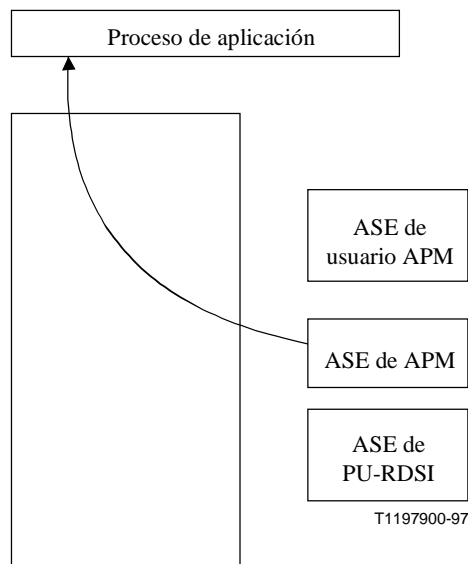 Proceso de aplicación
ASE de
usuario APM
ASE de APM
ASE de
PU-RDSI
T1197900-97